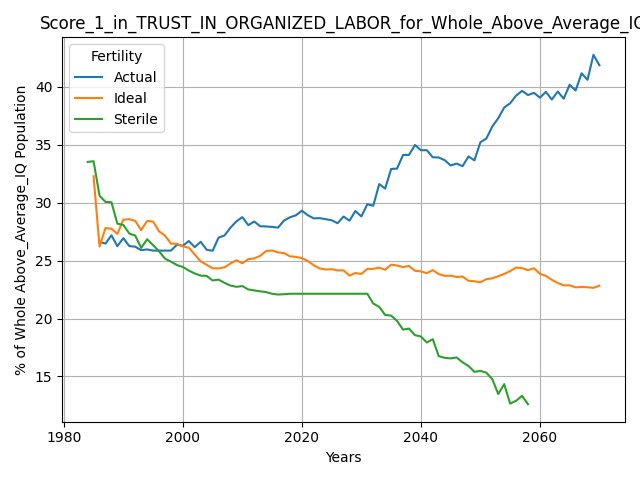 Score_1_in_TRUST_IN_ORGANIZED_LABOR_for_Whole_Above_Average_IQ
Fertility
Actual
Ideal
Sterile
% of Whole Above_Average_IQ Population
40
35
30
25
20
15
1980
2000
2020
2040
2060
Years